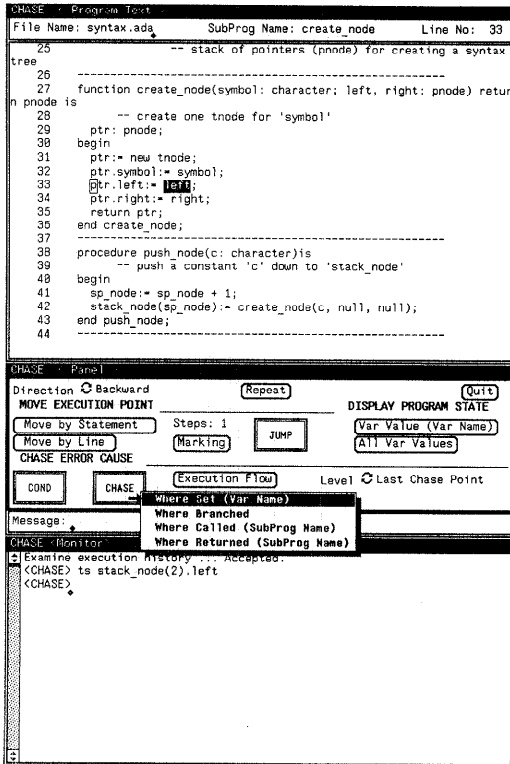 CHASE < Program Text >
File Name: syntax.ada SubProg Name: create_node Line No: 33
25 -- stack of pointers (pnode) for creating a syntax
tree
26 ------------------------------------------------------
27 function create_node(symbol: character; left, right: pnode) retur
n pnode is
28 -- create one tnode for 'symbol'
29 ptr: pnode;
30 begin
31 ptr:= new tnode;
32 ptr.symbol:= symbol;
33 ptr.left:= left;
34 ptr.right:= right;
35 return ptr;
36 end create_node;
37 ------------------------------------------------------
38 procedure push_node(c: character)is
39 -- push a constant 'c' down to 'stack_node'
40 begin
41 sp_node:= sp_node + 1;
42 stack_node(sp_node):= create_node(c, null, null);
43 end push_node;
44 ------------------------------------------------------
CHASE < Panel >
Direction Backward Repeat Quit
MOVE EXECUTION POINT DISPLAY PROGRAM STATE
Move by Statement Steps: 1 JUMP Var Value (Var Name)
Move by Line Marking All Var Values
CHASE ERROR CAUSE
COND CHASE Execution Flow Level Last Chase Point
Where Set (Var Name)
Where Branched
Where Called (SubProg Name)
Where Returned (SubProg Name)
Message:
CHASE <Monitor>
Examine execution history ... Accepted.
<CHASE> ts stack_node(2).left
<CHASE>